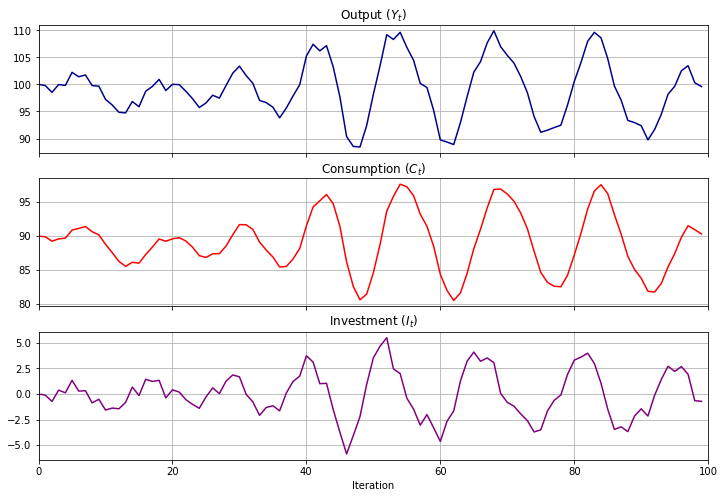 Output (Y_t)
110
105
100
95
90
Consumption (C_t)
95
90
85
80
Investment (I_t)
5.0
2.5
0.0
−2.5
−5.0
0 20 40 60 80 100
Iteration